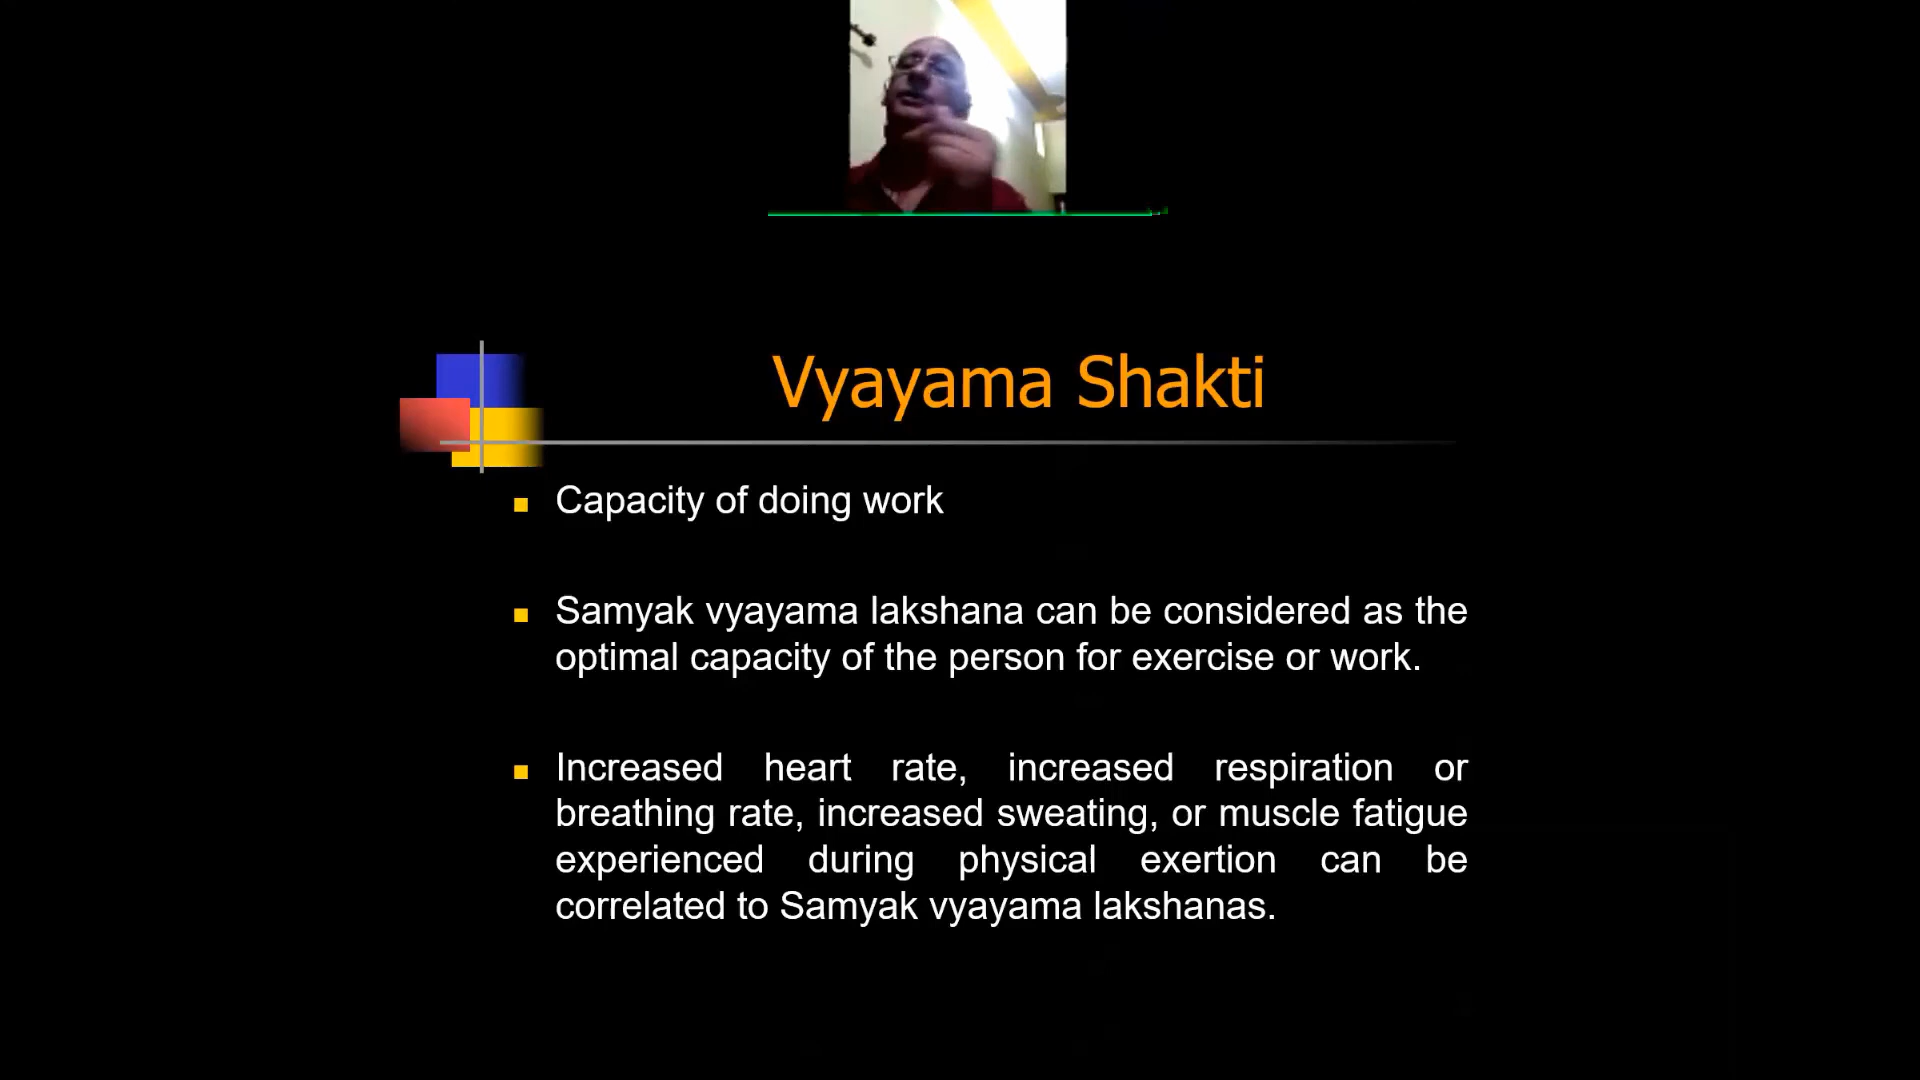 Vyayama Shakti
Capacity of doing work
Samyak vyayama lakshana can be considered as the
optimal capacity of the person for exercise or work.
Increased heart rate, increased respiration or
breathing rate, increased sweating, or muscle fatigue
experienced during physical exertion can be
correlated to Samyak vyayama lakshanas.